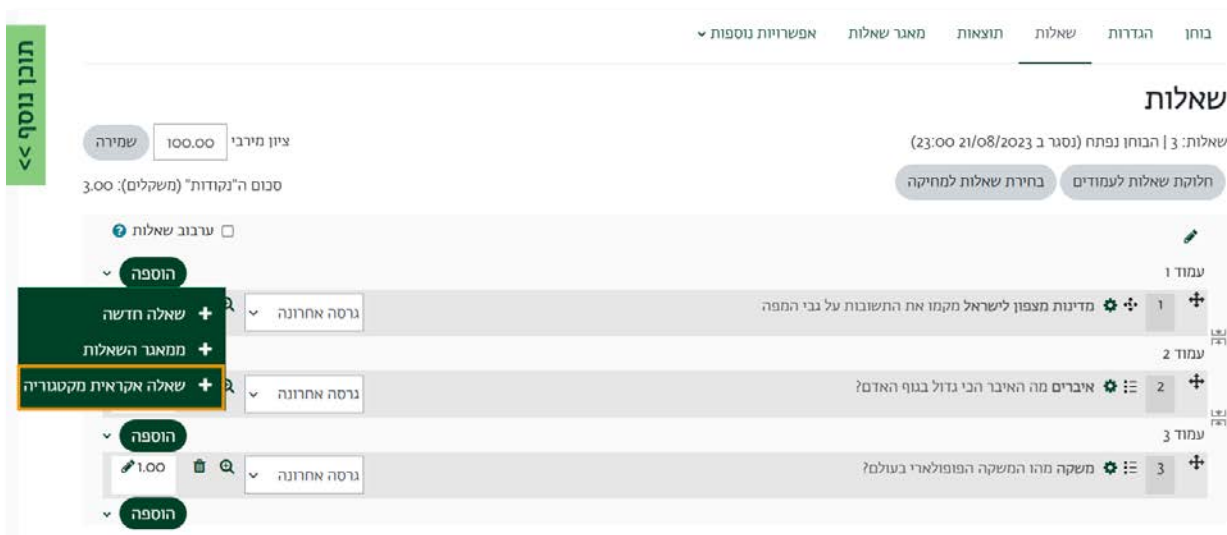 בוחן הגדרות שאלות תוצאות מאגר שאלות אפשרויות נוספות
תוכן נוסף >>
שאלות
שאלות: 3 | הבוחן נפתח (נסגר ב 21/08/2023 23:00)
ציון מירבי 100.00 שמירה
חלוקת שאלות לעמודים בחירת שאלות למחיקה
סכום ה"נקודות" (משקלים): 3.00
ערבוב שאלות
עמוד 1
הוספה
1 מדינות מצפון לישראל מקמו את התשובות על גבי המפה גרסה אחרונה
שאלה חדשה
ממאגר השאלות
שאלה אקראית מקטגוריה
עמוד 2
2 איברים מה האיבר הכי גדול בגוף האדם? גרסה אחרונה
עמוד 3
הוספה
3 משקה מהו המשקה הפופולארי בעולם? גרסה אחרונה 1.00
הוספה